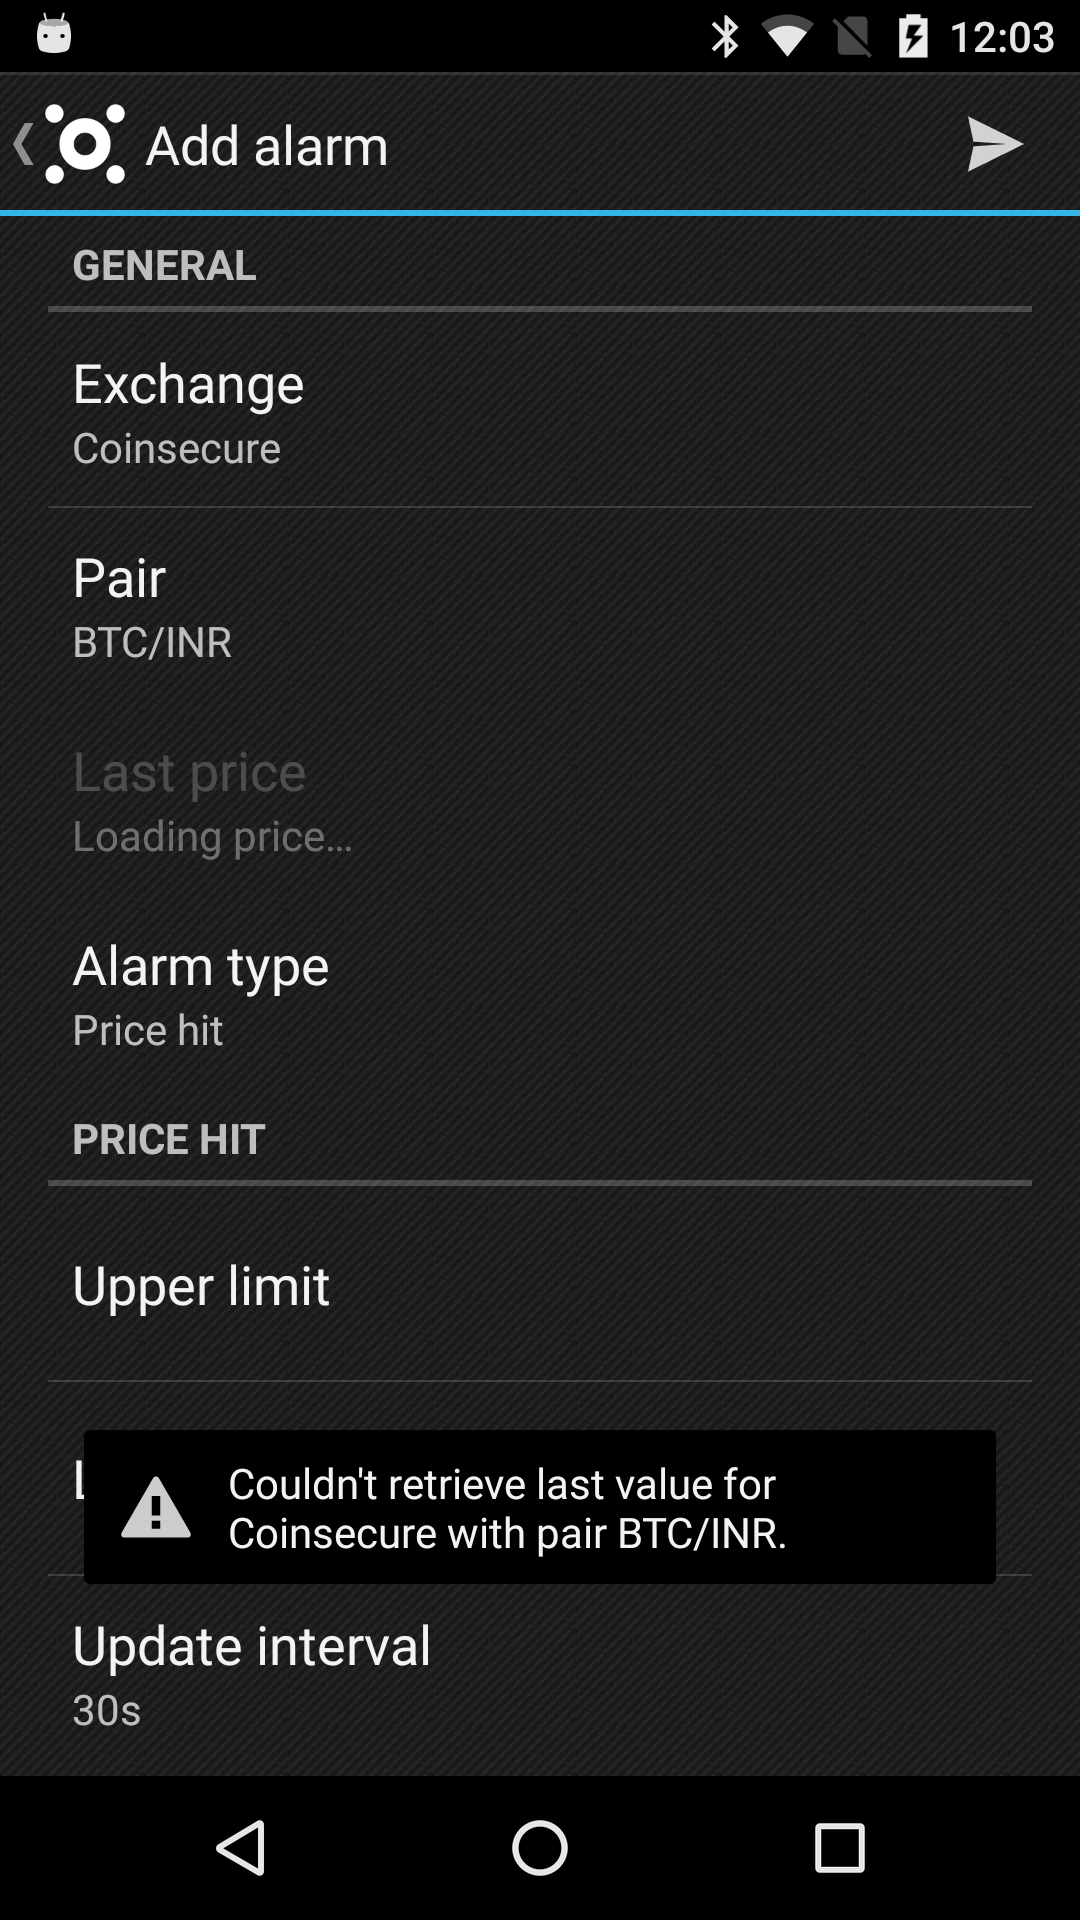 12:03
Add alarm
GENERAL
Exchange
Coinsecure
Pair
BTC/INR
Last price
Loading price...
Alarm type
Price hit
PRICE HIT
Upper limit
Couldn't retrieve last value for
Coinsecure with pair BTC/INR.
Update interval
30s